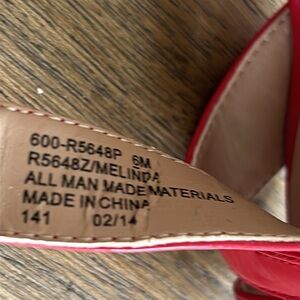 600-R5648P 6M
R5648Z/MELINDA
ALL MAN MADE MATERIALS
MADE IN CHINA
141 02/14